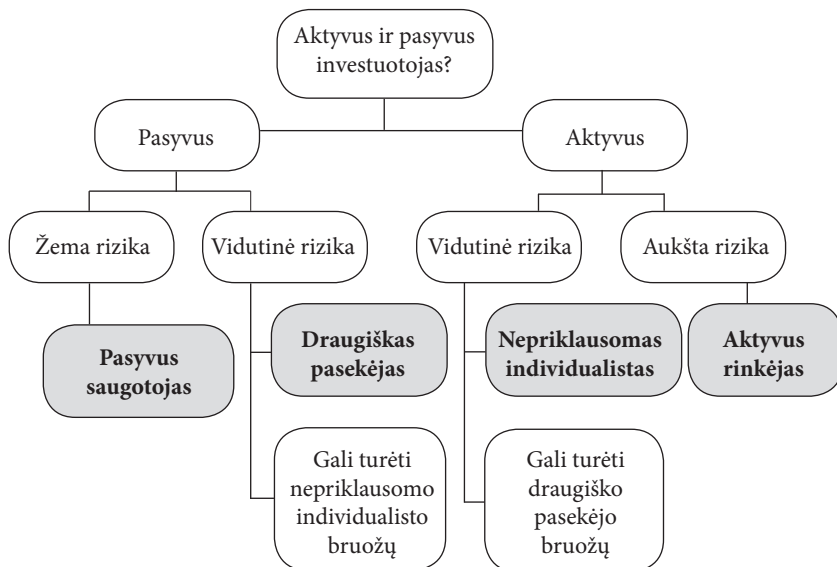 Aktyvus ir pasyvus
investuotojas?
Pasyvus
Aktyvus
Žema rizika
Vidutinė rizika
Vidutinė rizika
Aukšta rizika
Pasyvus
saugotojas
Draugiškas
pasekėjas
Nepriklausomas
individualistas
Aktyvus
rinkėjas
Gali turėti
nepriklausomo
individualisto
bruožų
Gali turėti
draugiško
pasekėjo
bruožų